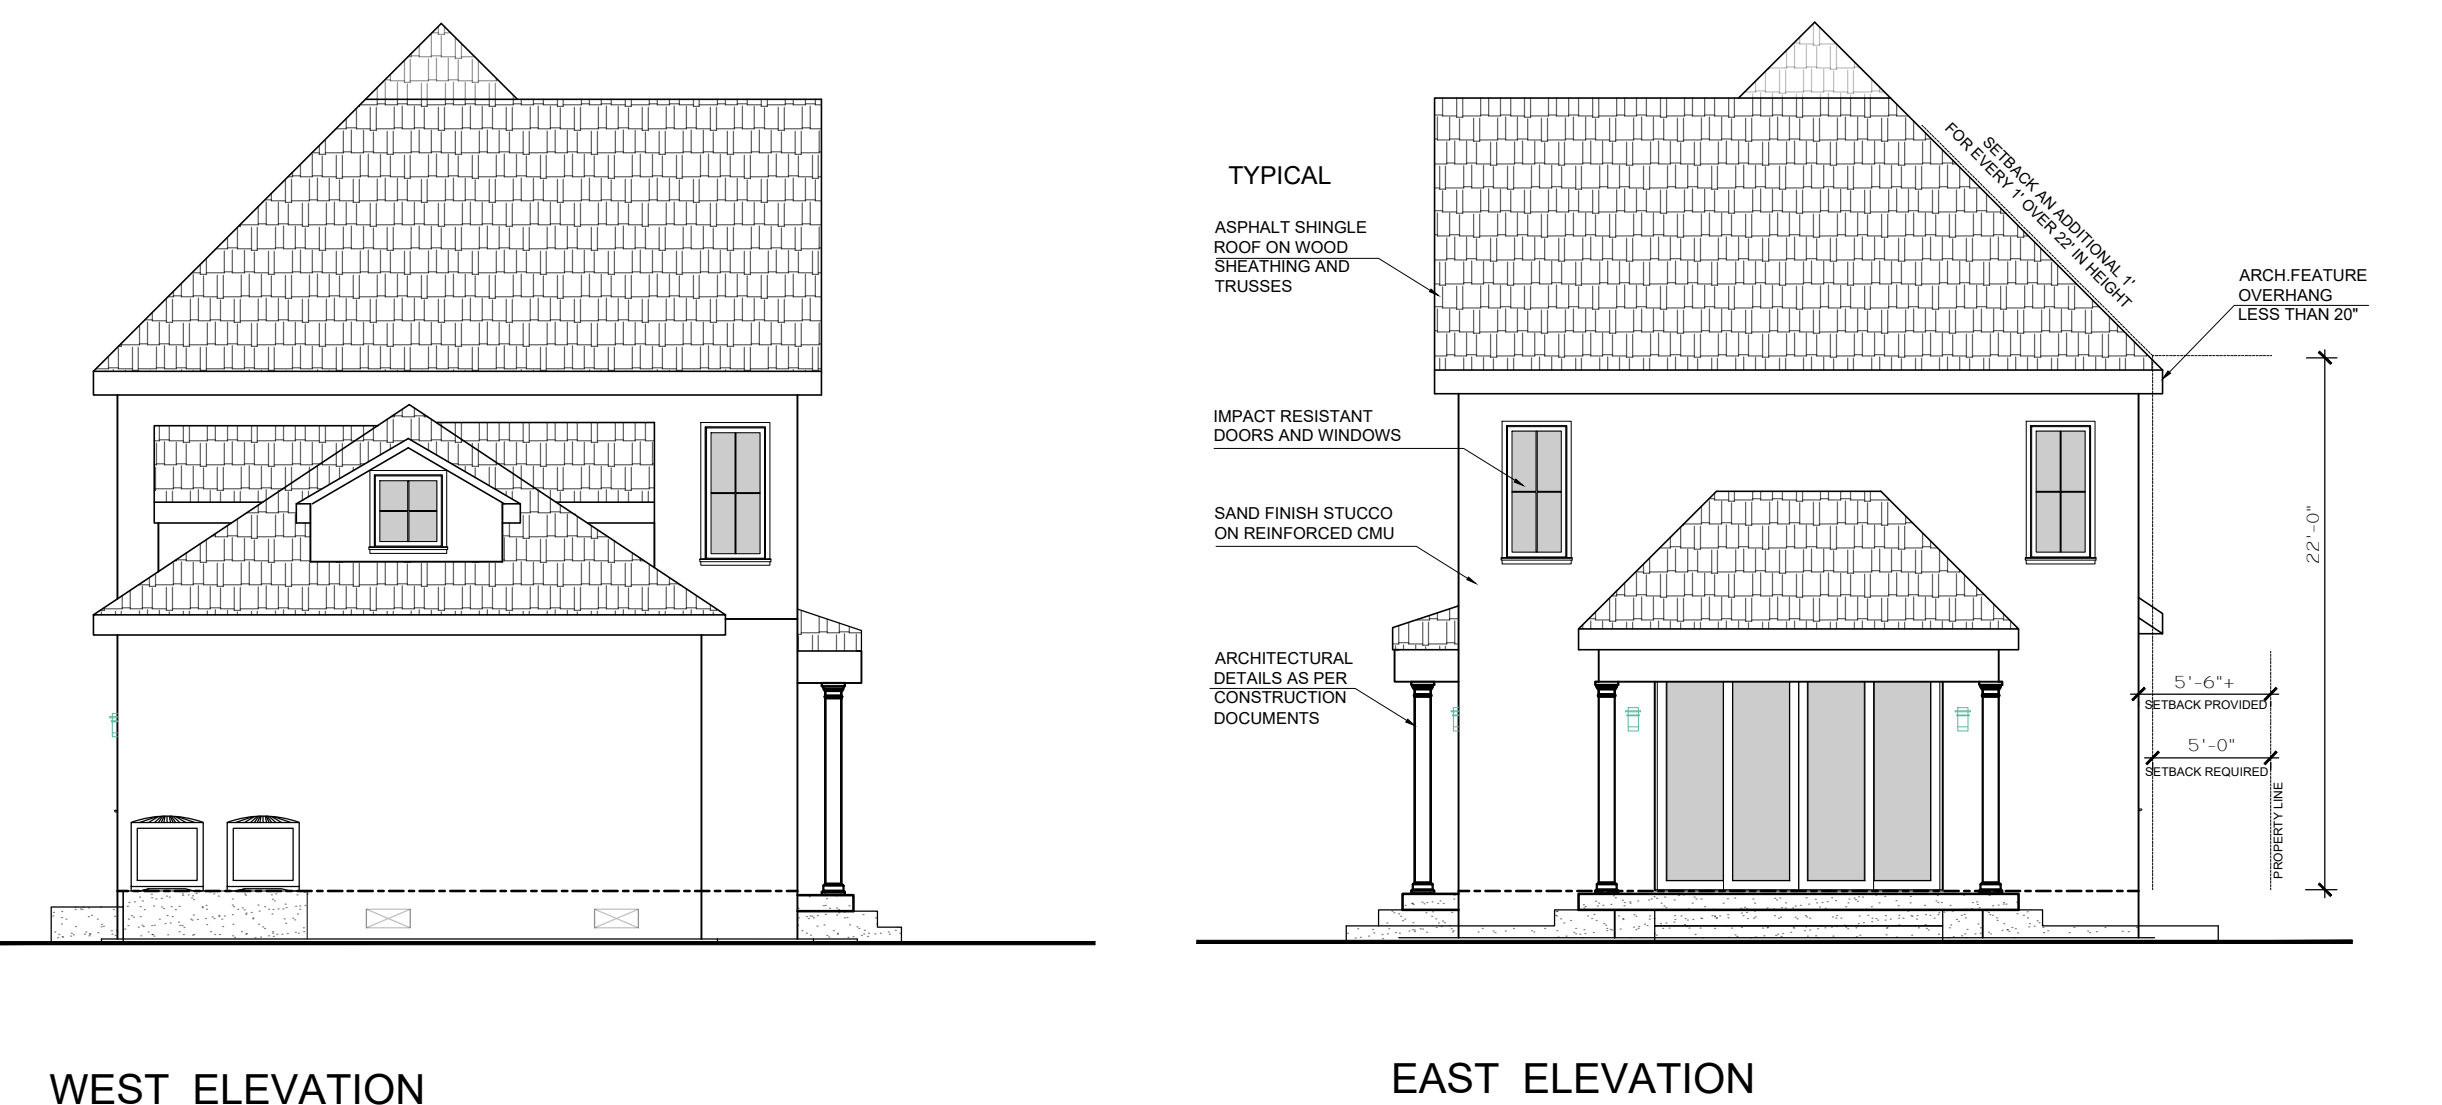 TYPICAL
ASPHALT SHINGLE
ROOF ON WOOD
SHEATHING AND
TRUSSES
IMPACT RESISTANT
DOORS AND WINDOWS
SAND FINISH STUCCO
ON REINFORCED CMU
ARCHITECTURAL
DETAILS AS PER
CONSTRUCTION
DOCUMENTS
SETBACK AN ADDITIONAL 1'
FOR EVERY 1' OVER 22' IN HEIGHT
ARCH.FEATURE
OVERHANG
LESS THAN 20"
22'-0"
5'-6"+
SETBACK PROVIDED
5'-0"
SETBACK REQUIRED
PROPERTY LINE
WEST ELEVATION
EAST ELEVATION